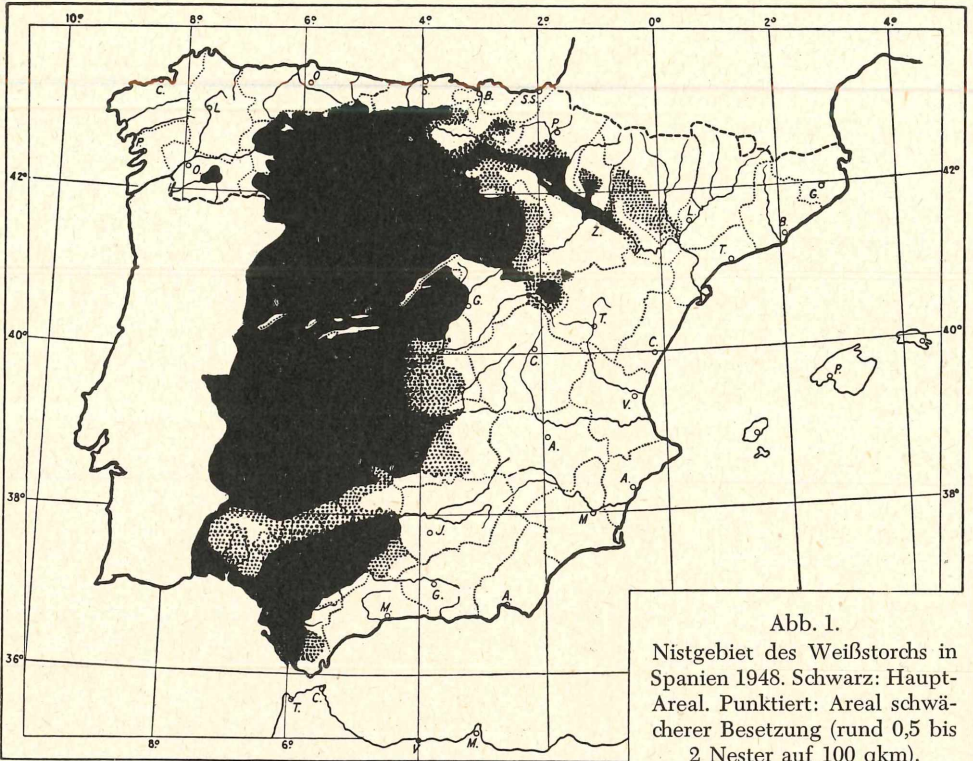 10°. 8°. 6°. 4°. 2°. 0° 2° 4°.
C. O S. B. S.S.
L P.
P.
O.
42° 42°
G.
L. B.
Z. T.
G. T.
40° C. C. 40°
P.
V.
A.
A.
38° M 38°
J.
G.
M. A.
36°
T. C.
8°. 6° V M.
Abb. 1.
Nistgebiet des Weißstorchs in
Spanien 1948. Schwarz: Haupt-
Areal. Punktiert: Areal schwä-
cherer Besetzung (rund 0,5 bis
2 Nester auf 100 qkm).